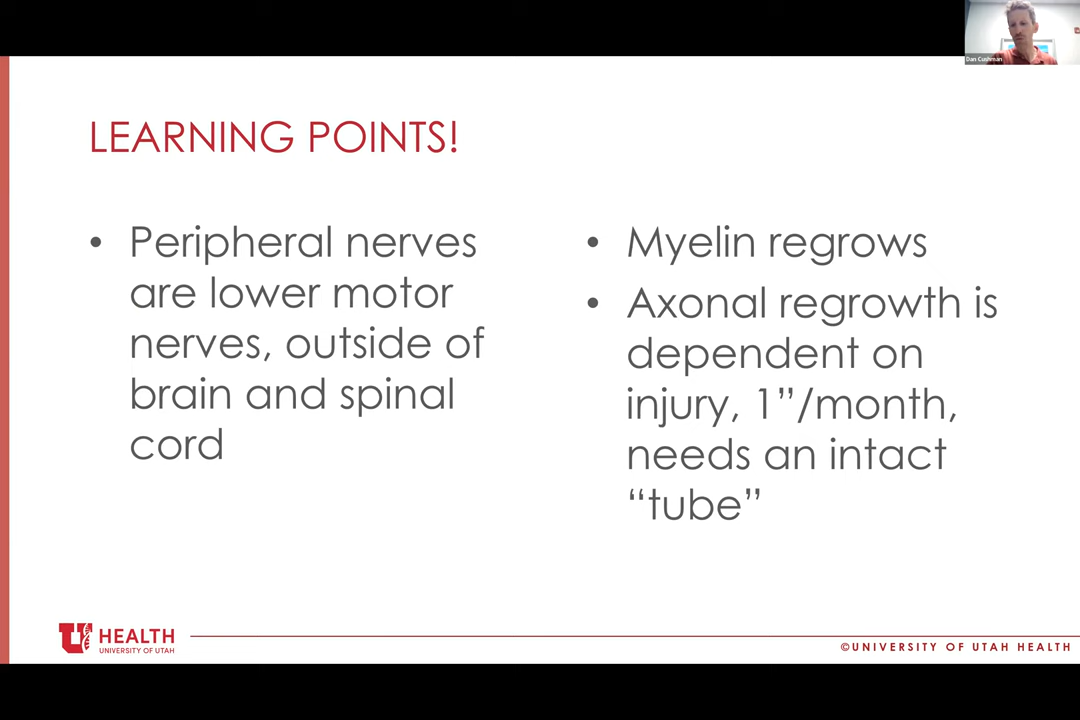 Dan Cushman
LEARNING POINTS!
• Peripheral nerves
are lower motor
nerves, outside of
brain and spinal
cord
• Myelin regrows
• Axonal regrowth is
dependent on
injury, 1”/month,
needs an intact
“tube”
U HEALTH
UNIVERSITY OF UTAH
©UNIVERSITY OF UTAH HEALTH